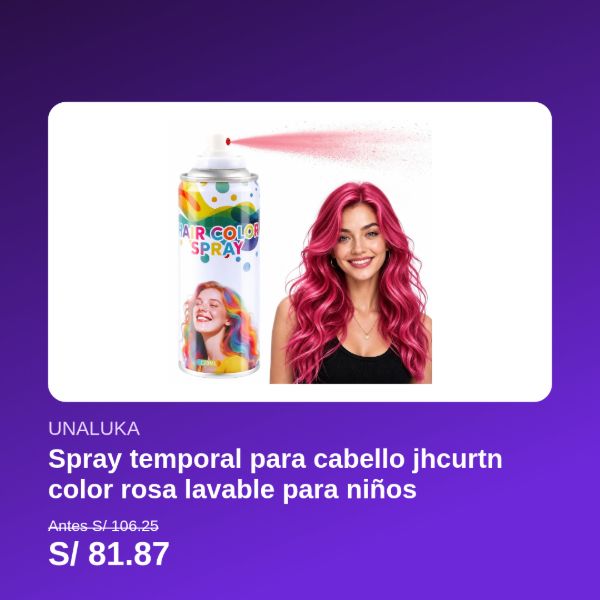 HAIR COLOR
SPRAY
UNALUKA
Spray temporal para cabello jhcurtn
color rosa lavable para niños
Antes S/ 106.25
S/ 81.87